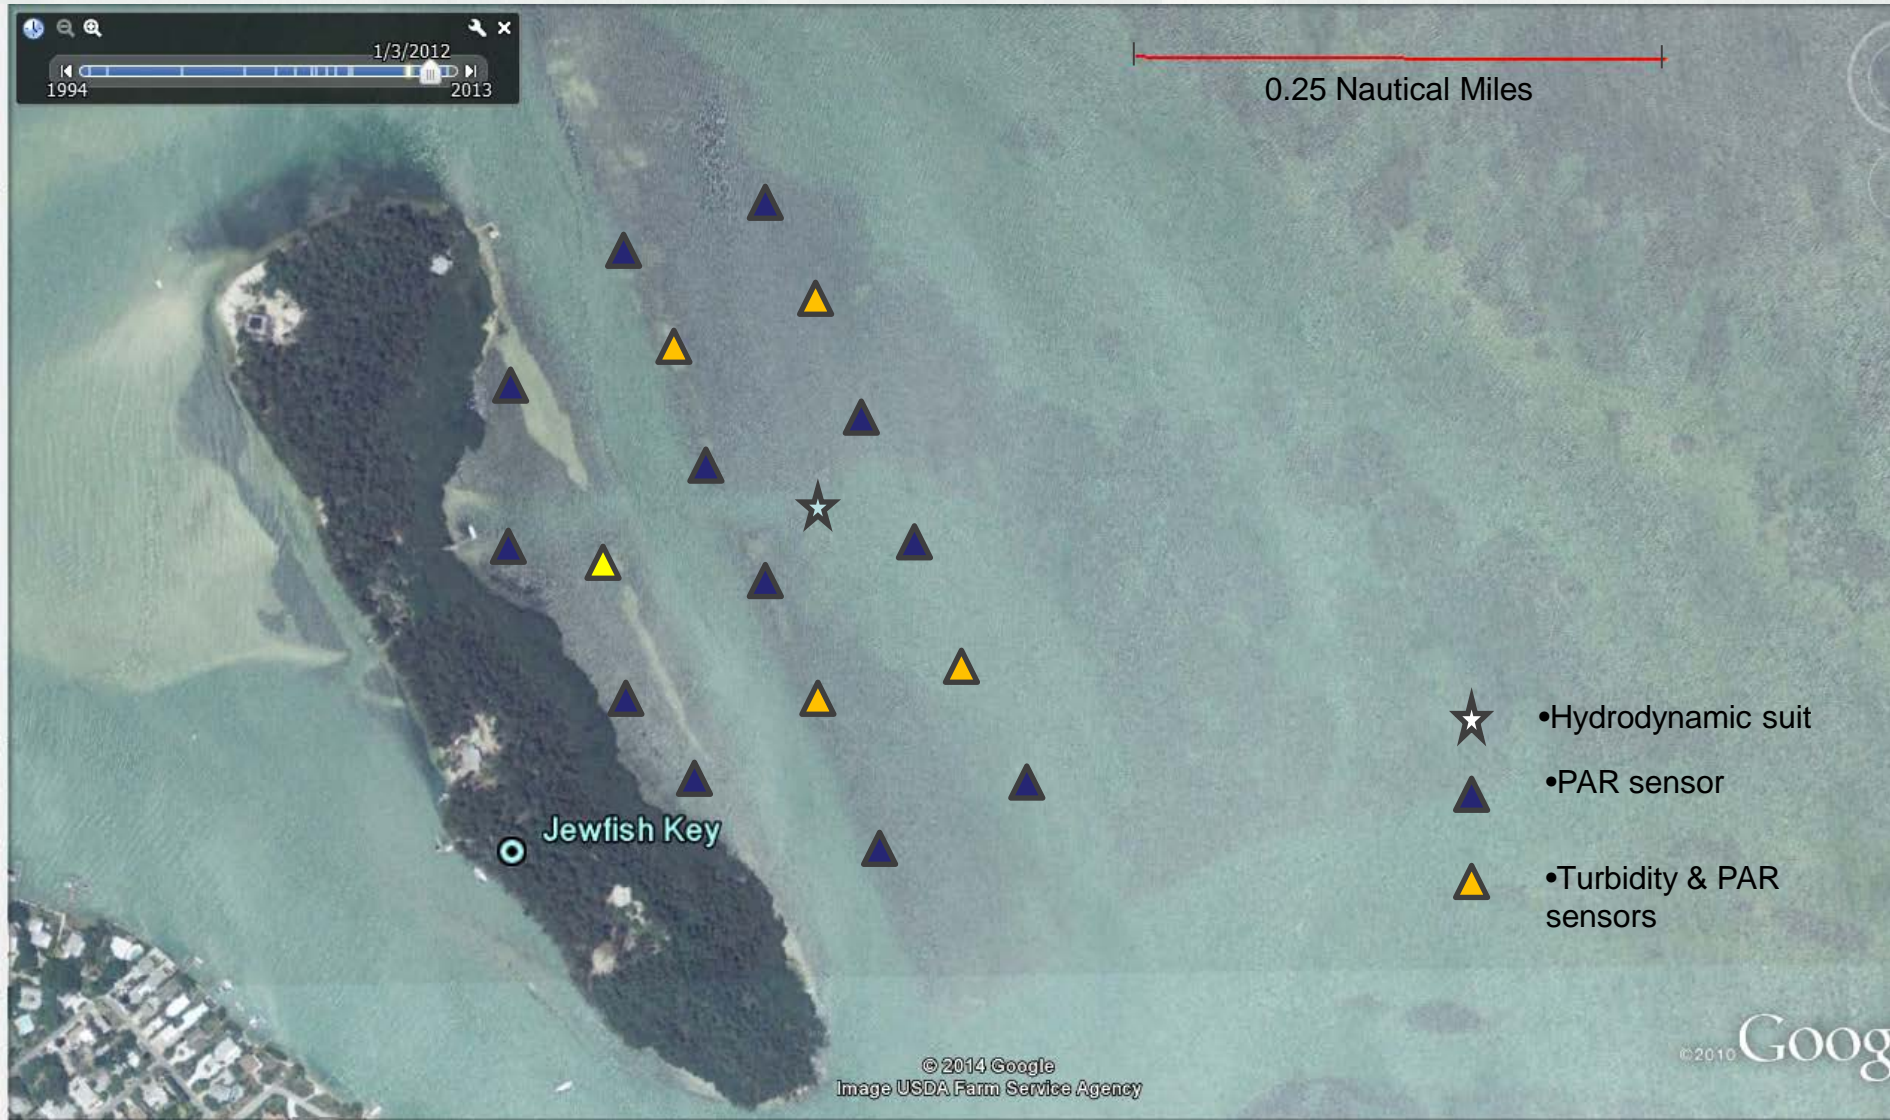 1/3/2012
1994
2013
0.25 Nautical Miles
•Hydrodynamic suit
•PAR sensor
•Turbidity & PAR
sensors
Jewfish Key
© 2014 Google
Image USDA Farm Service Agency
©2010 Goog